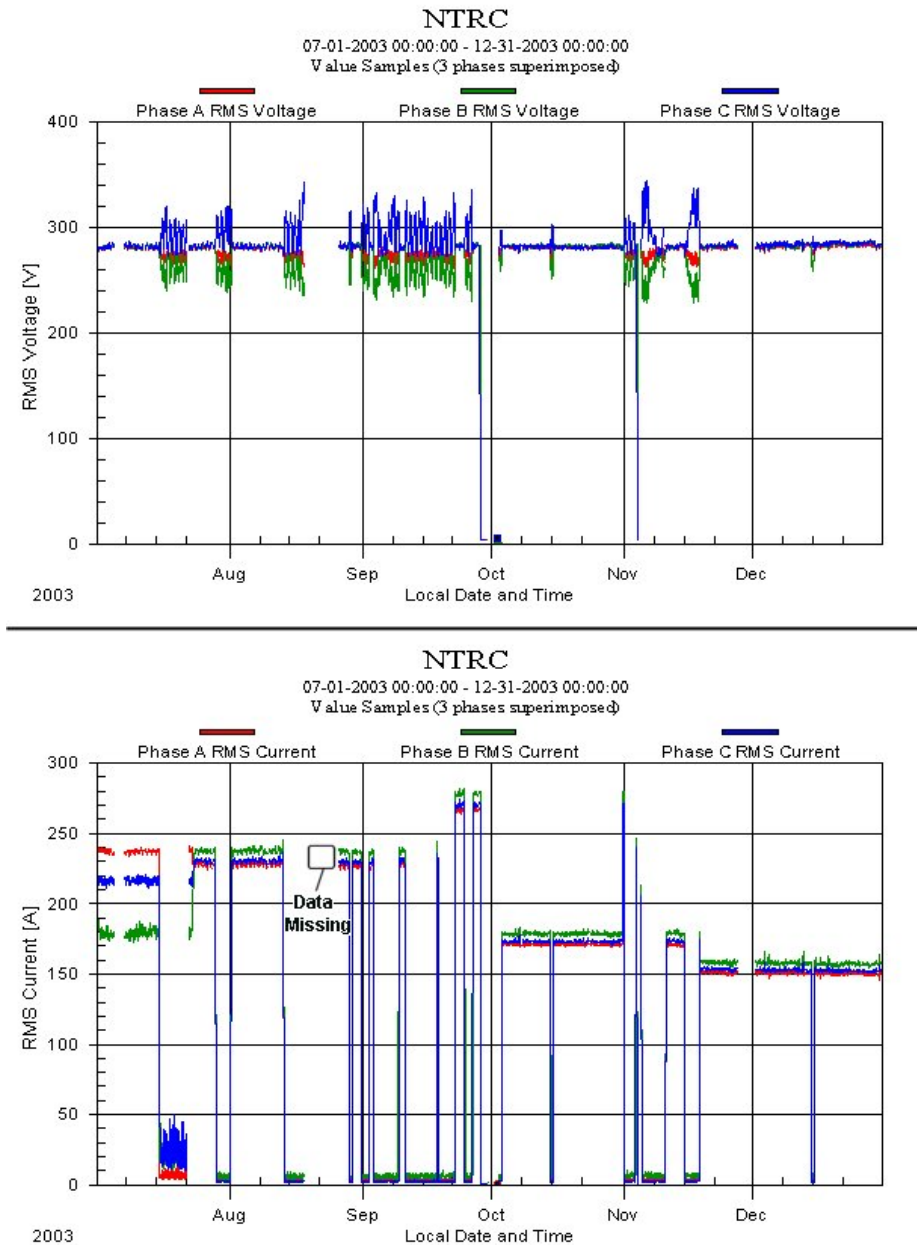 NTRC
07-01-2003 00:00:00 - 12-31-2003 00:00:00
Value Samples (3 phases superimposed)
Phase A RMS Voltage
Phase B RMS Voltage
Phase C RMS Voltage
400
300
200
100
0
RMS Voltage [V]
Aug
Sep
Oct
Nov
Dec
2003
Local Date and Time
NTRC
07-01-2003 00:00:00 - 12-31-2003 00:00:00
Value Samples (3 phases superimposed)
Phase A RMS Current
Phase B RMS Current
Phase C RMS Current
300
250
200
150
100
50
0
RMS Current [A]
Data
Missing
Aug
Sep
Oct
Nov
Dec
2003
Local Date and Time